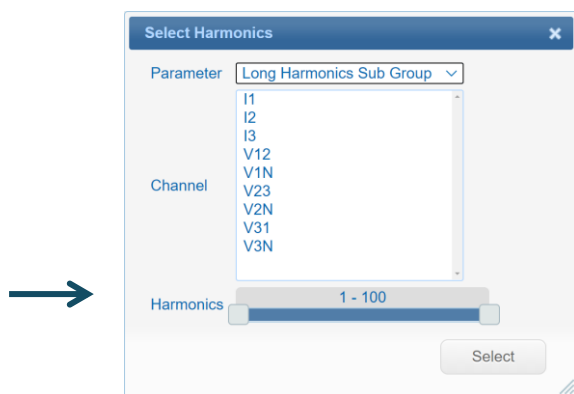 Select Harmonics
Parameter Long Harmonics Sub Group
I1
I2
I3
V12
V1N
Channel
V23
V2N
V31
V3N
1 - 100
Harmonics
Select